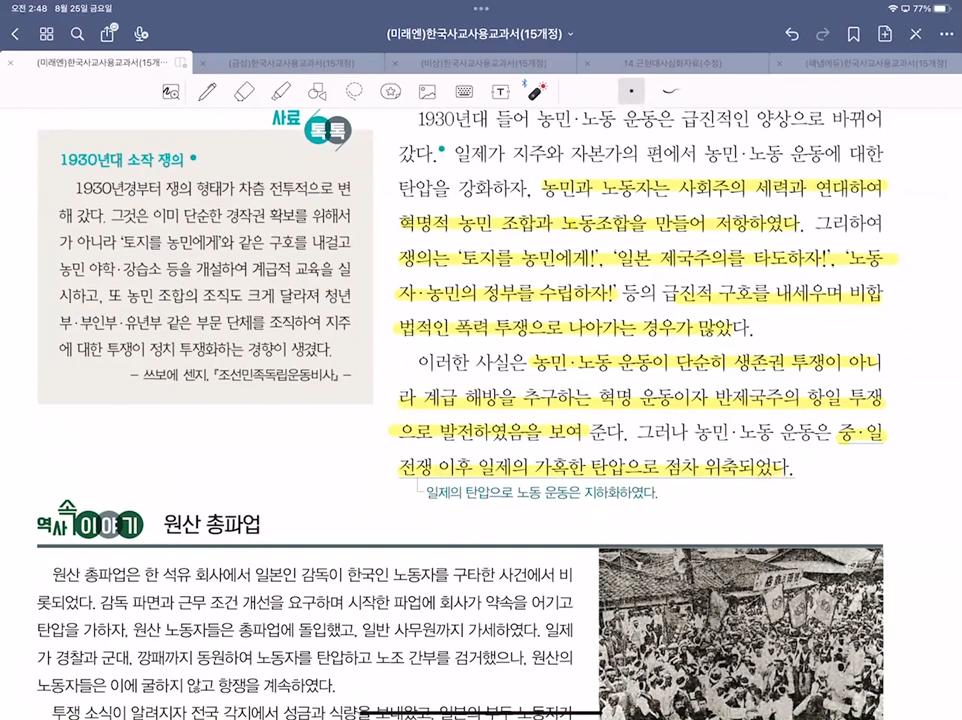 오전 2:48 8월 25일 금요일
77%
(미래엔)한국사교사용교과서(15개정)
(미래엔)한국사교사용교과서(15개…
(금성)한국사교사용교과서(15개정)
(비상)한국사교사용교과서(15개정)
14.근현대사심화자료(수정)
(해냄에듀)한국사교사용교과서(15개정)
사료 톡톡
1930년대 소작 쟁의
1930년경부터 쟁의 형태가 차츰 전투적으로 변
해 갔다. 그것은 이미 단순한 경작권 확보를 위해서
가 아니라 '토지를 농민에게'와 같은 구호를 내걸고
농민 야학·강습소 등을 개설하여 계급적 교육을 실
시하고, 또 농민 조합의 조직도 크게 달라져 청년
부·부인부·유년부 같은 부문 단체를 조직하여 지주
에 대한 투쟁이 정치 투쟁화하는 경향이 생겼다.
– 쓰보에 센지, 『조선민족독립운동비사』 –
1930년대 들어 농민·노동 운동은 급진적인 양상으로 바뀌어
갔다. 일제가 지주와 자본가의 편에서 농민·노동 운동에 대한
탄압을 강화하자, 농민과 노동자는 사회주의 세력과 연대하여
혁명적 농민 조합과 노동조합을 만들어 저항하였다. 그리하여
쟁의는 '토지를 농민에게!', '일본 제국주의를 타도하자!', '노동
자·농민의 정부를 수립하자!' 등의 급진적 구호를 내세우며 비합
법적인 폭력 투쟁으로 나아가는 경우가 많았다.
이러한 사실은 농민·노동 운동이 단순히 생존권 투쟁이 아니
라 계급 해방을 추구하는 혁명 운동이자 반제국주의 항일 투쟁
으로 발전하였음을 보여 준다. 그러나 농민·노동 운동은 중·일
전쟁 이후 일제의 가혹한 탄압으로 점차 위축되었다.
일제의 탄압으로 노동 운동은 지하화하였다.
역사 속 이야기 원산 총파업
원산 총파업은 한 석유 회사에서 일본인 감독이 한국인 노동자를 구타한 사건에서 비
롯되었다. 감독 파면과 근무 조건 개선을 요구하며 시작한 파업에 회사가 약속을 어기고
탄압을 가하자, 원산 노동자들은 총파업에 돌입했고, 일반 사무원까지 가세하였다. 일제
가 경찰과 군대, 깡패까지 동원하여 노동자를 탄압하고 노조 간부를 검거했으나, 원산의
노동자들은 이에 굴하지 않고 항쟁을 계속하였다.
투쟁 소식이 알려지자 전국 각지에서 성금과 식량을 보내왔고, 일본의 부두 노동자가